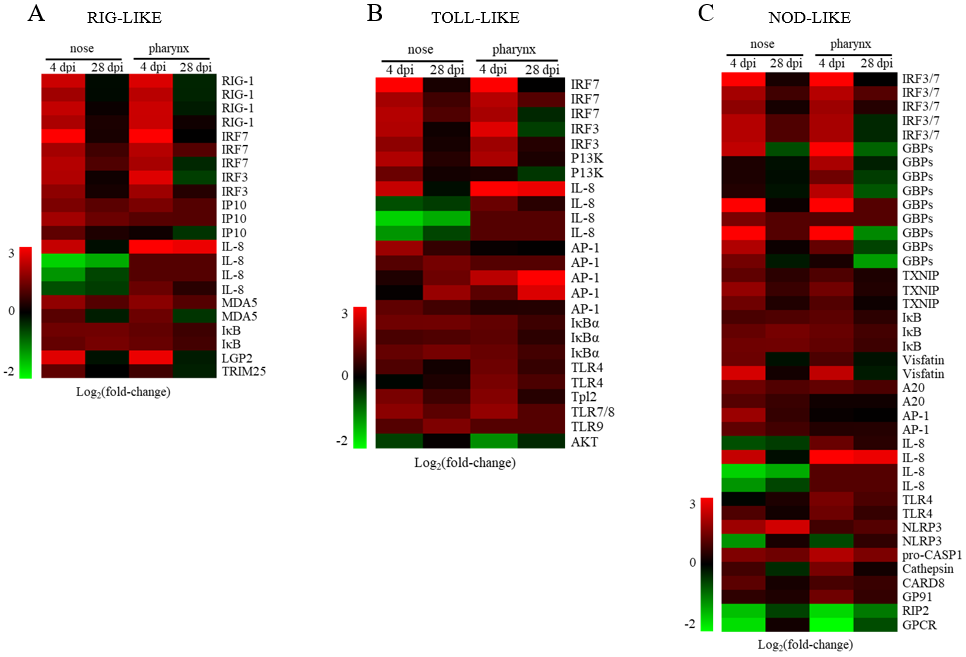 A
RIG-LIKE
nose pharynx
4 dpi 28 dpi 4 dpi 28 dpi
RIG-1
RIG-1
RIG-1
RIG-1
IRF7
IRF7
IRF7
IRF3
IRF3
IP10
IP10
IP10
IL-8
IL-8
IL-8
IL-8
MDA5
MDA5
IκB
IκB
LGP2
TRIM25
3
0
-2
Log2(fold-change)
B
TOLL-LIKE
nose pharynx
4 dpi 28 dpi 4 dpi 28 dpi
IRF7
IRF7
IRF7
IRF3
IRF3
P13K
P13K
IL-8
IL-8
IL-8
IL-8
AP-1
AP-1
AP-1
AP-1
AP-1
IκBα
IκBα
IκBα
TLR4
TLR4
Tpl2
TLR7/8
TLR9
AKT
3
0
-2
Log2(fold-change)
C
NOD-LIKE
nose pharynx
4 dpi 28 dpi 4 dpi 28 dpi
IRF3/7
IRF3/7
IRF3/7
IRF3/7
IRF3/7
GBPs
GBPs
GBPs
GBPs
GBPs
GBPs
GBPs
GBPs
GBPs
TXNIP
TXNIP
TXNIP
IκB
IκB
IκB
Visfatin
Visfatin
A20
A20
AP-1
AP-1
IL-8
IL-8
IL-8
IL-8
TLR4
TLR4
NLRP3
NLRP3
pro-CASP1
Cathepsin
CARD8
GP91
RIP2
GPCR
3
0
-2
Log2(fold-change)